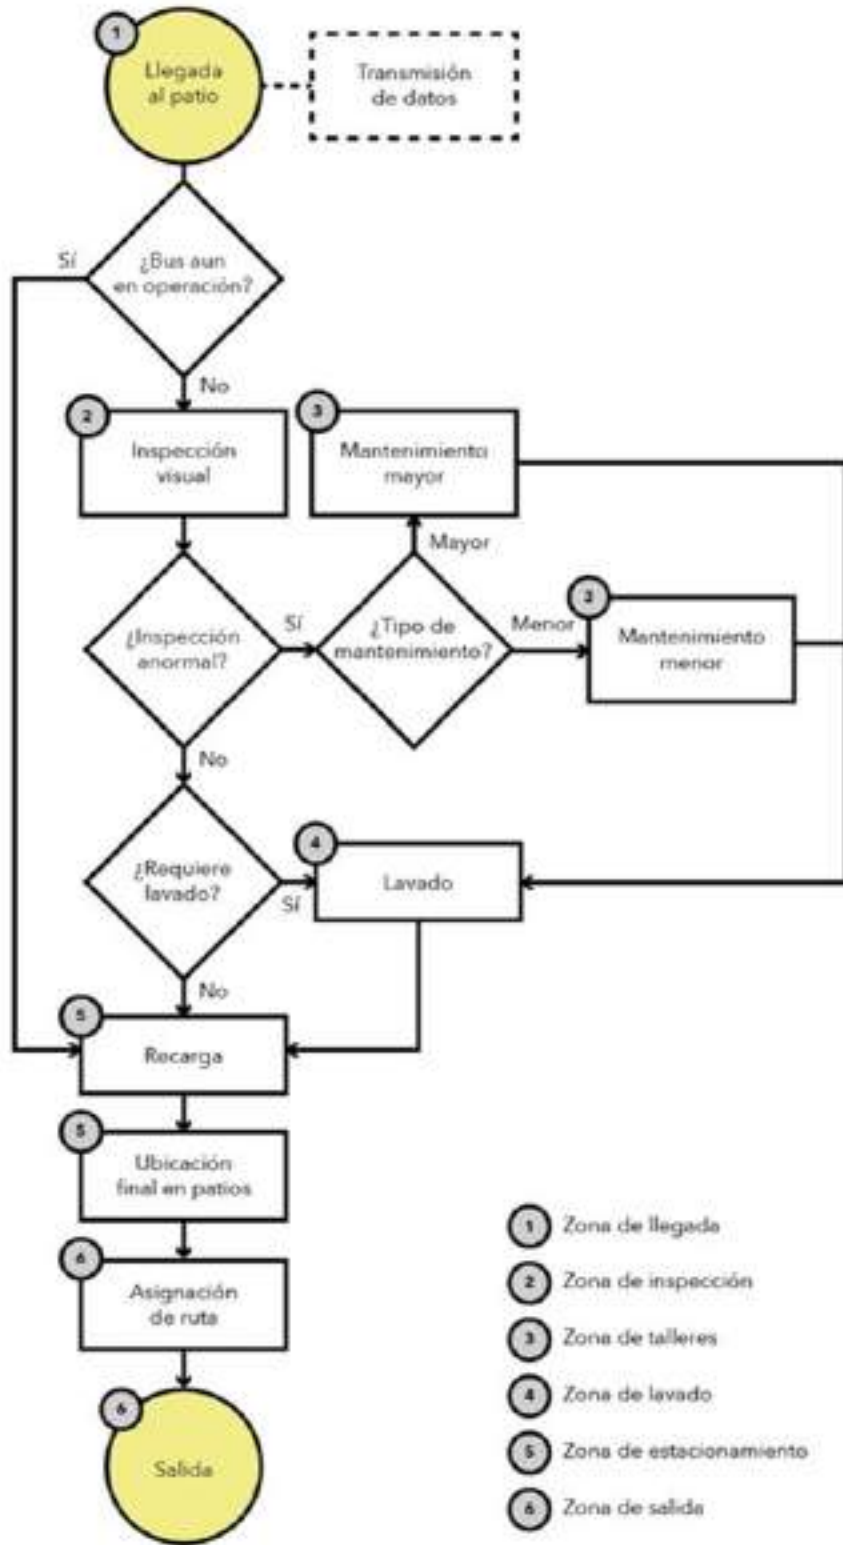 1
Llegada
al patio
Transmisión
de datos
¿Bus aun
en operación?
Sí
No
2
Inspección
visual
3
Mantenimiento
mayor
Mayor
¿Inspección
anormal?
Sí
¿Tipo de
mantenimiento?
Menor
Mantenimiento
menor
No
¿Requiere
lavado?
Sí
4
Lavado
No
5
Recarga
5
Ubicación
final en patios
6
Asignación
de ruta
6
Salida
1 Zona de llegada
2 Zona de inspección
3 Zona de talleres
4 Zona de lavado
5 Zona de estacionamiento
6 Zona de salida